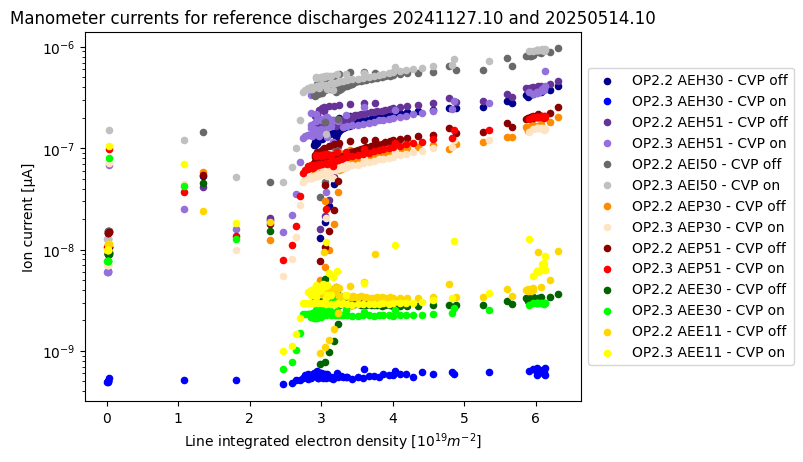 Manometer currents for reference discharges 20241127.10 and 20250514.10
Ion current [µA]
10⁻⁶
10⁻⁷
10⁻⁸
10⁻⁹
0 1 2 3 4 5 6
Line integrated electron density [10¹⁹m⁻²]
OP2.2 AEH30 - CVP off
OP2.3 AEH30 - CVP on
OP2.2 AEH51 - CVP off
OP2.3 AEH51 - CVP on
OP2.2 AEI50 - CVP off
OP2.3 AEI50 - CVP on
OP2.2 AEP30 - CVP off
OP2.3 AEP30 - CVP on
OP2.2 AEP51 - CVP off
OP2.3 AEP51 - CVP on
OP2.2 AEE30 - CVP off
OP2.3 AEE30 - CVP on
OP2.2 AEE11 - CVP off
OP2.3 AEE11 - CVP on